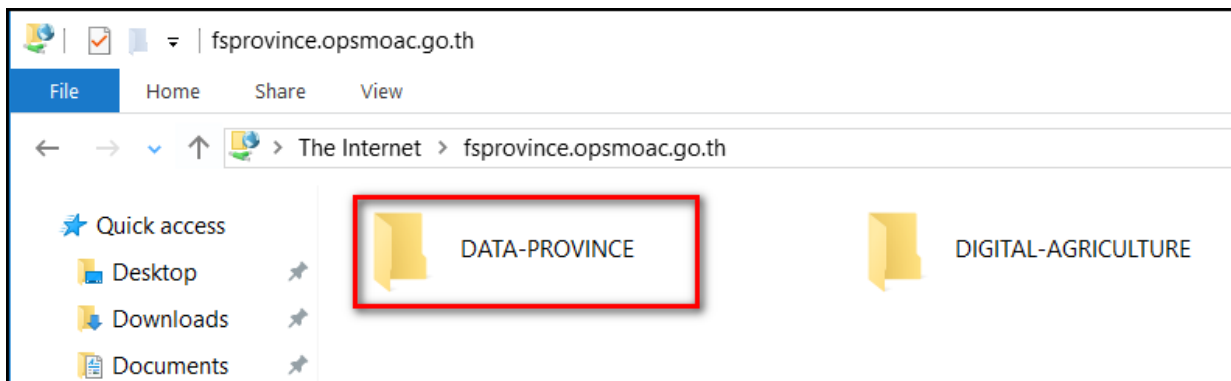 fsprovince.opsmoac.go.th
File Home Share View
The Internet > fsprovince.opsmoac.go.th
Quick access
DATA-PROVINCE DIGITAL-AGRICULTURE
Desktop
Downloads
Documents